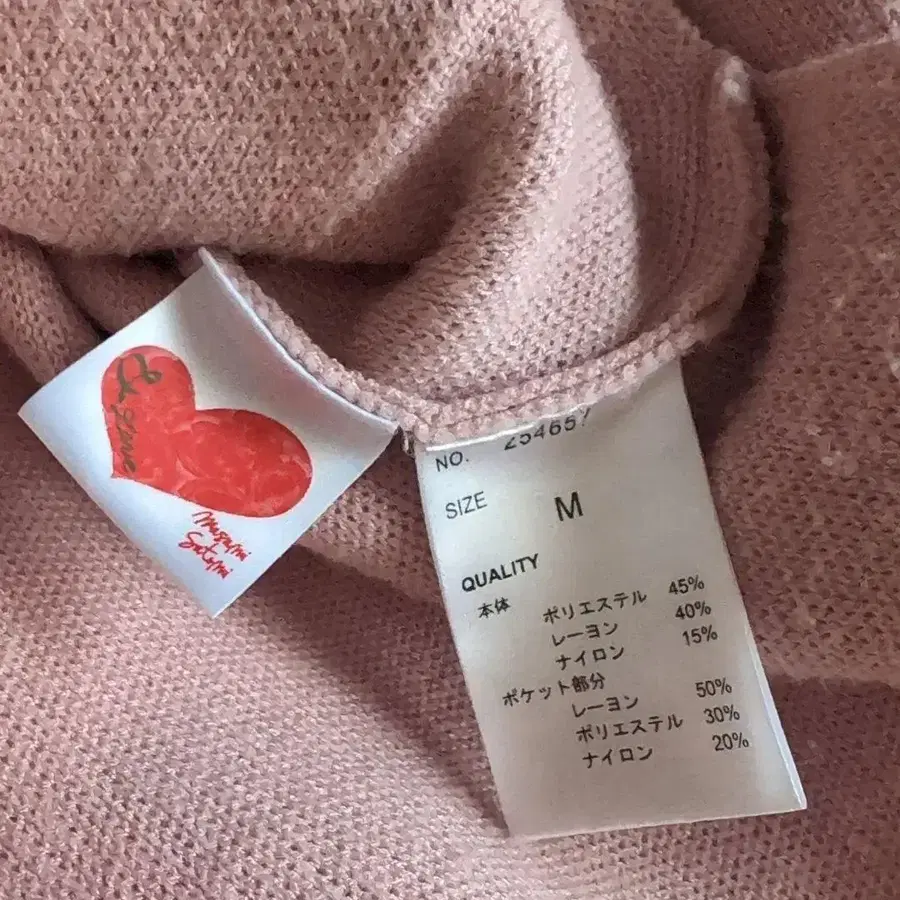 Masami
Satomi
NO. 254657
SIZE M
QUALITY
本体 ポリエステル 45%
レーヨン 40%
ナイロン 15%
ポケット部分
レーヨン 50%
ポリエステル 30%
ナイロン 20%